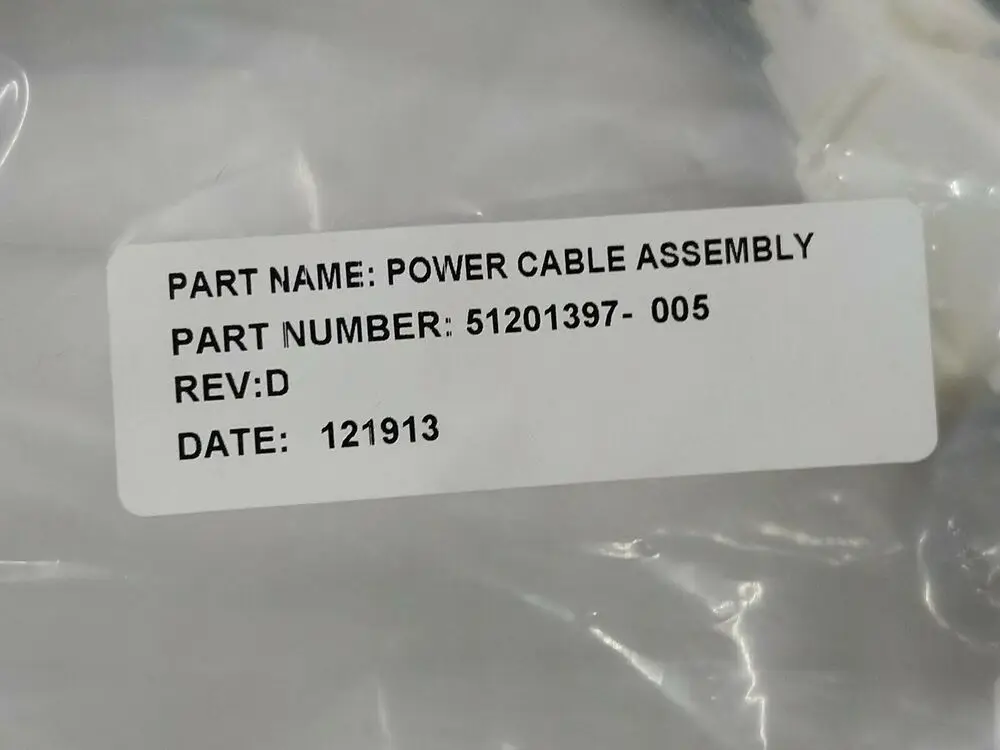 PART NAME: POWER CABLE ASSEMBLY
PART NUMBER: 51201397- 005
REV:D
DATE: 121913